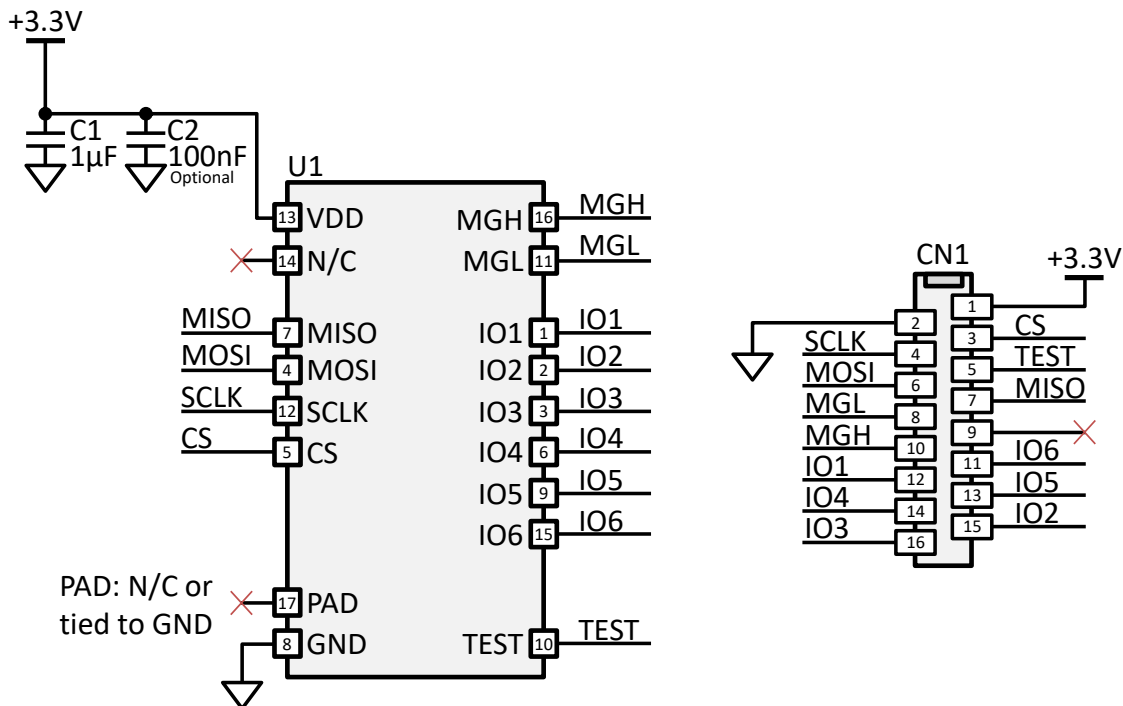 +3.3V
C1
1µF
C2
100nF
Optional
U1
13 VDD
14 N/C
MISO
7 MISO
MOSI
4 MOSI
SCLK
12 SCLK
CS
5 CS
PAD: N/C or
tied to GND
17 PAD
8 GND
MGH 16 MGH
MGL 11 MGL
IO1 1 IO1
IO2 2 IO2
IO3 3 IO3
IO4 6 IO4
IO5 9 IO5
IO6 15 IO6
TEST 10 TEST
CN1
+3.3V
2
SCLK 4
MOSI 6
MGL 8
MGH 10
IO1 12
IO4 14
IO3 16
1
3 CS
5 TEST
7 MISO
9
11 IO6
13 IO5
15 IO2